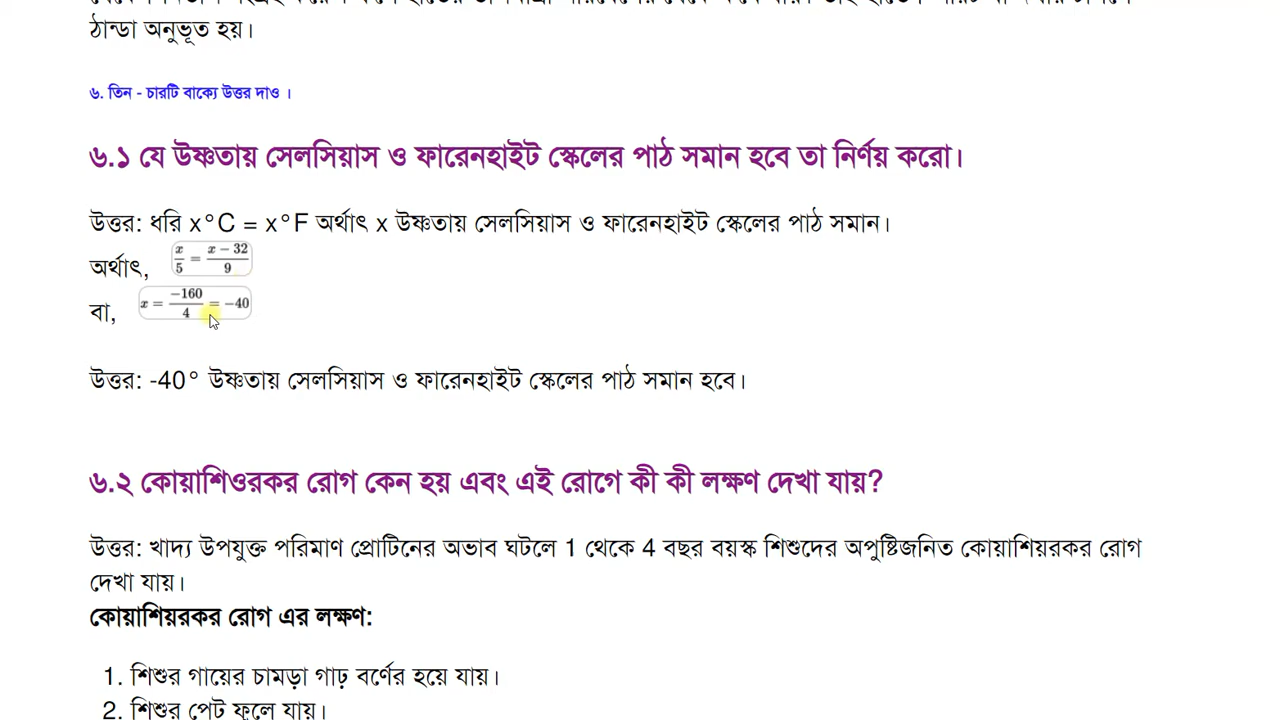 ঠান্ডা অনুভূত হয়।
৬. তিন - চারটি বাক্যে উত্তর দাও ।
৬.১ যে উষ্ণতায় সেলসিয়াস ও ফারেনহাইট স্কেলের পাঠ সমান হবে তা নির্ণয় করো।
উত্তর: ধরি x°C = x°F অর্থাৎ x উষ্ণতায় সেলসিয়াস ও ফারেনহাইট স্কেলের পাঠ সমান।
অর্থাৎ, x/5 = (x − 32)/9
বা, x = −160/4 = −40
উত্তর: -40° উষ্ণতায় সেলসিয়াস ও ফারেনহাইট স্কেলের পাঠ সমান হবে।
৬.২ কোয়াশিওরকর রোগ কেন হয় এবং এই রোগে কী কী লক্ষণ দেখা যায়?
উত্তর: খাদ্য উপযুক্ত পরিমাণ প্রোটিনের অভাব ঘটলে 1 থেকে 4 বছর বয়স্ক শিশুদের অপুষ্টিজনিত কোয়াশিয়রকর রোগ
দেখা যায়।
কোয়াশিয়রকর রোগ এর লক্ষণ:
1. শিশুর গায়ের চামড়া গাঢ় বর্ণের হয়ে যায়।
2. শিশুর পেট ফুলে যায়।